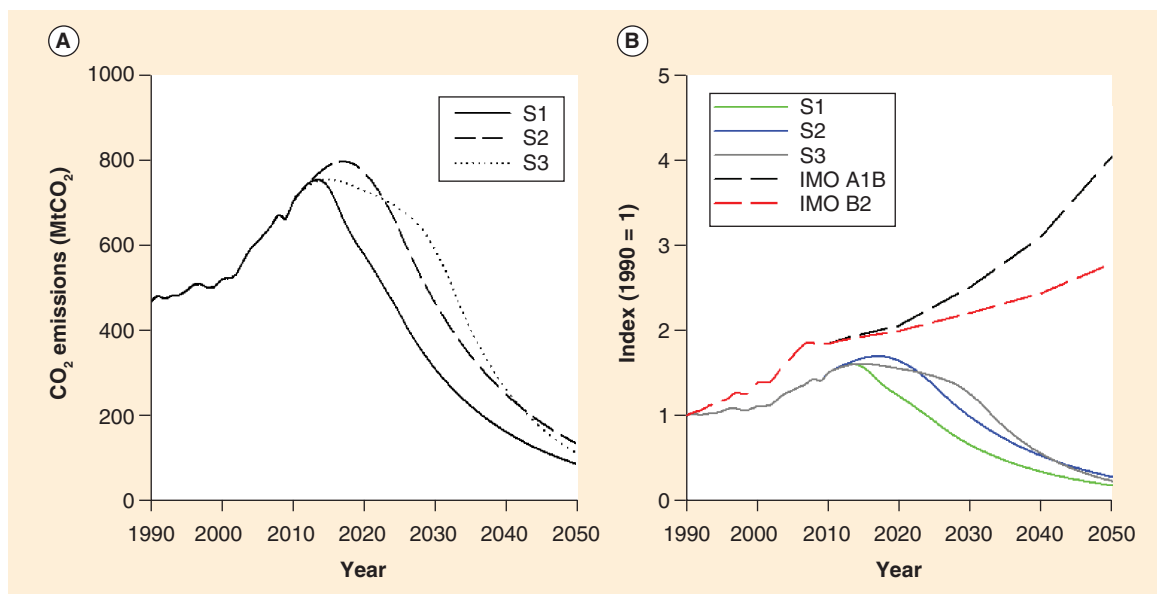 A
CO₂ emissions (MtCO₂)
1000
800
600
400
200
0
S1
S2
S3
1990 2000 2010 2020 2030 2040 2050
Year
B
Index (1990 = 1)
5
4
3
2
1
0
S1
S2
S3
IMO A1B
IMO B2
1990 2000 2010 2020 2030 2040 2050
Year